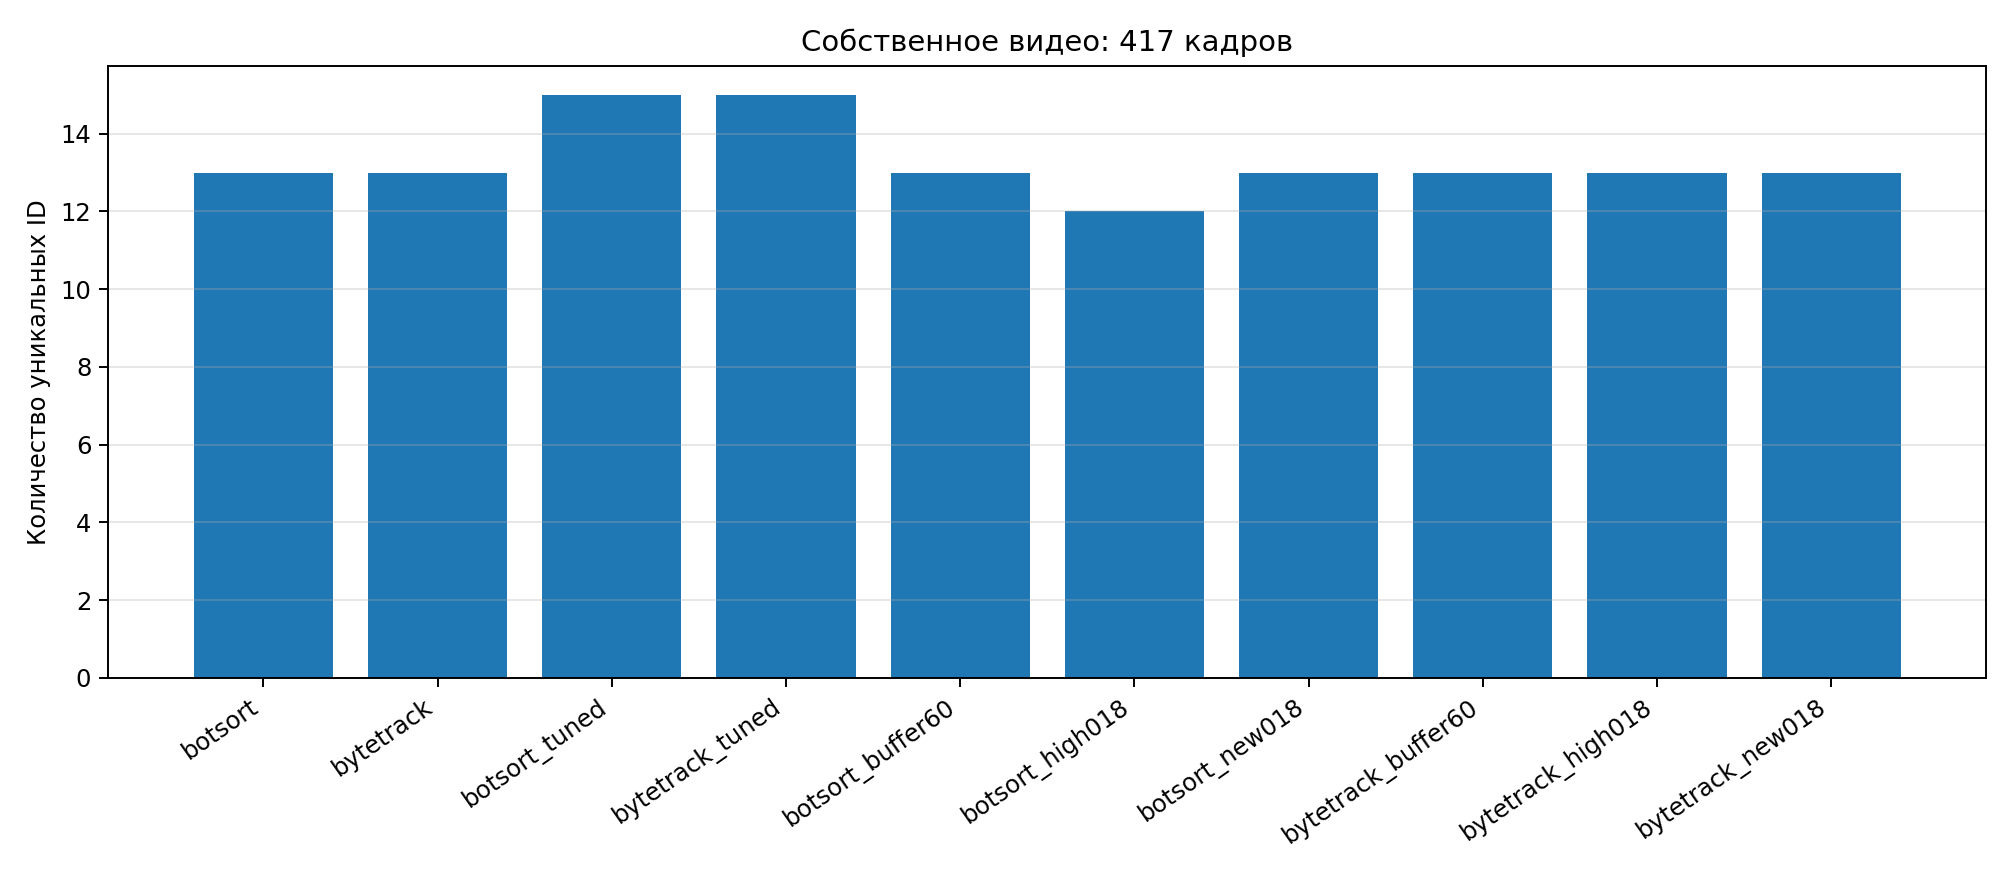 Собственное видео: 417 кадров
Количество уникальных ID
14
12
10
8
6
4
2
0
botsort
bytetrack
botsort_tuned
bytetrack_tuned
botsort_buffer60
botsort_high018
botsort_new018
bytetrack_buffer60
bytetrack_high018
bytetrack_new018